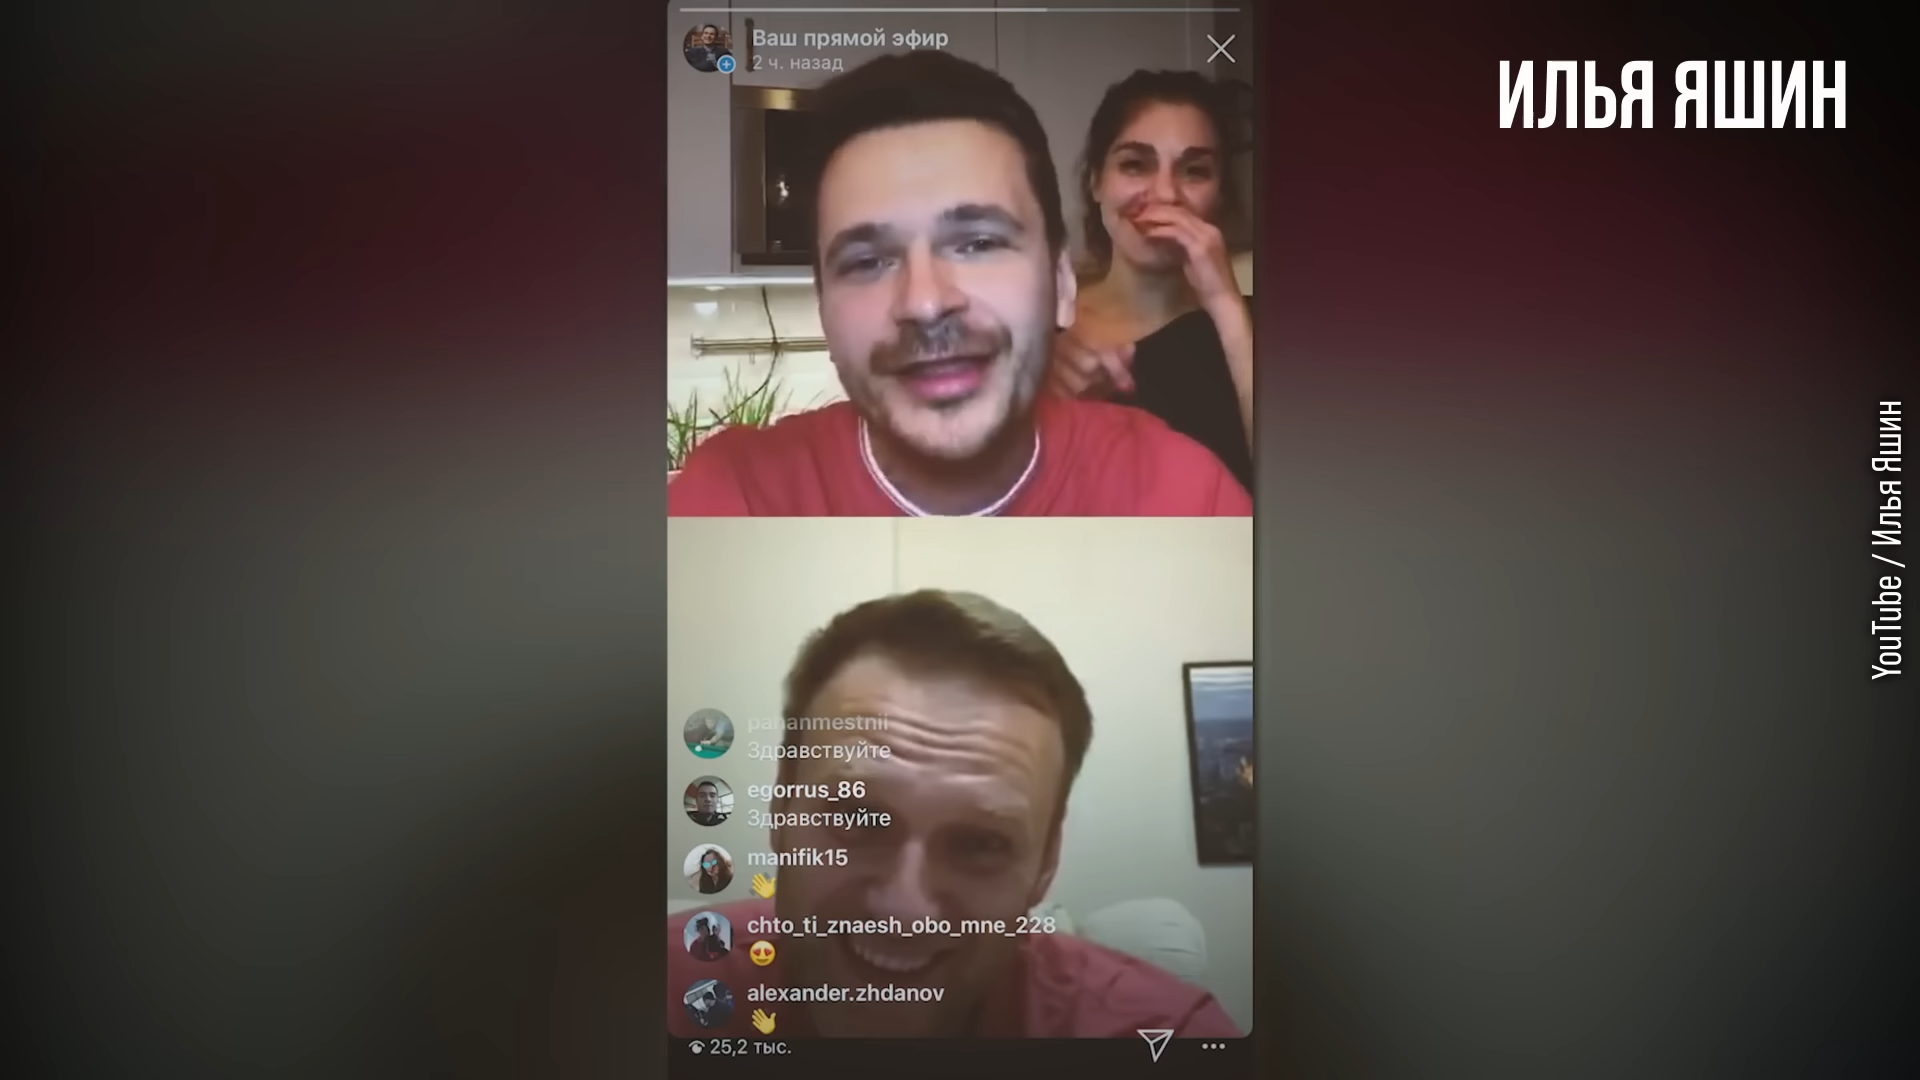 Ваш прямой эфир
2 ч. назад
ИЛЬЯ ЯШИН
YouTube / Илья Яшин
pahanmestnii
Здравствуйте
egorrus_86
Здравствуйте
manifik15
👋
chto_ti_znaesh_obo_mne_228
😍
alexander.zhdanov
👋
25,2 тыс.